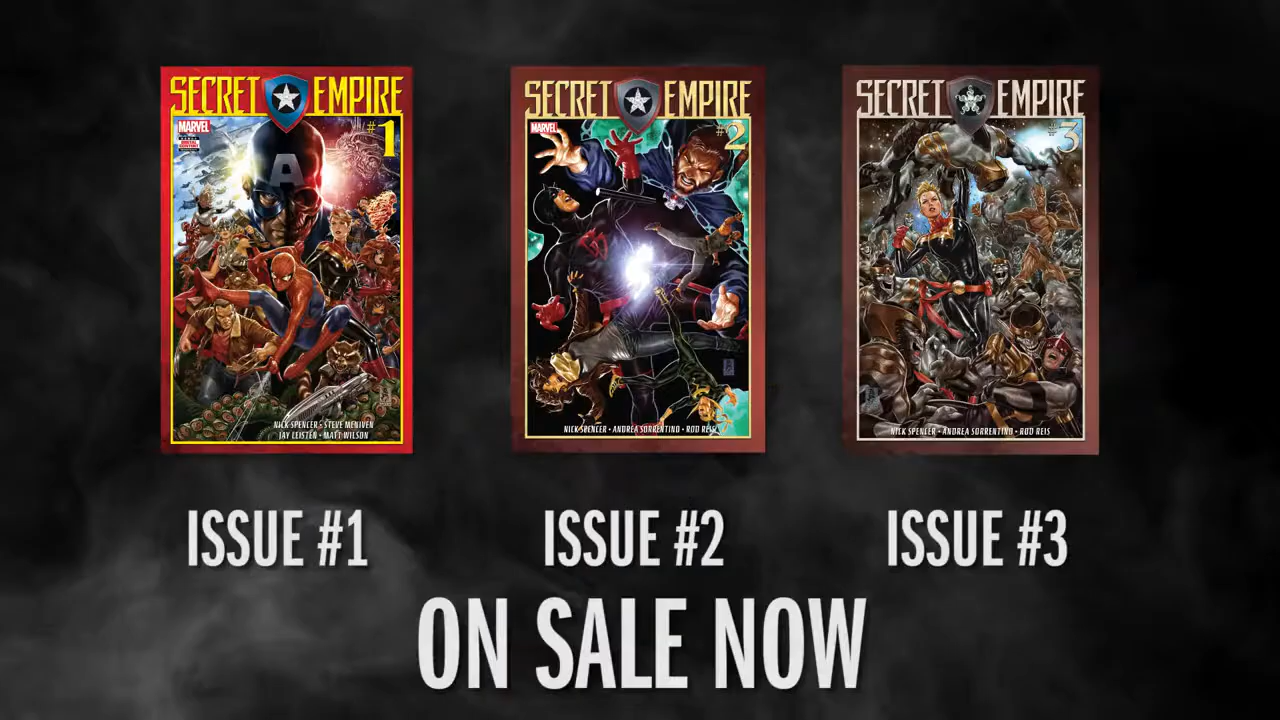 SECRET EMPIRE
MARVEL
#1
NICK SPENCER • STEVE MCNIVEN
JAY LEISTEN • MATT WILSON
SECRET EMPIRE
MARVEL
#2
NICK SPENCER • ANDREA SORRENTINO • ROD REIS
SECRET EMPIRE
#3
NICK SPENCER • ANDREA SORRENTINO • ROD REIS
ISSUE #1
ISSUE #2
ISSUE #3
ON SALE NOW